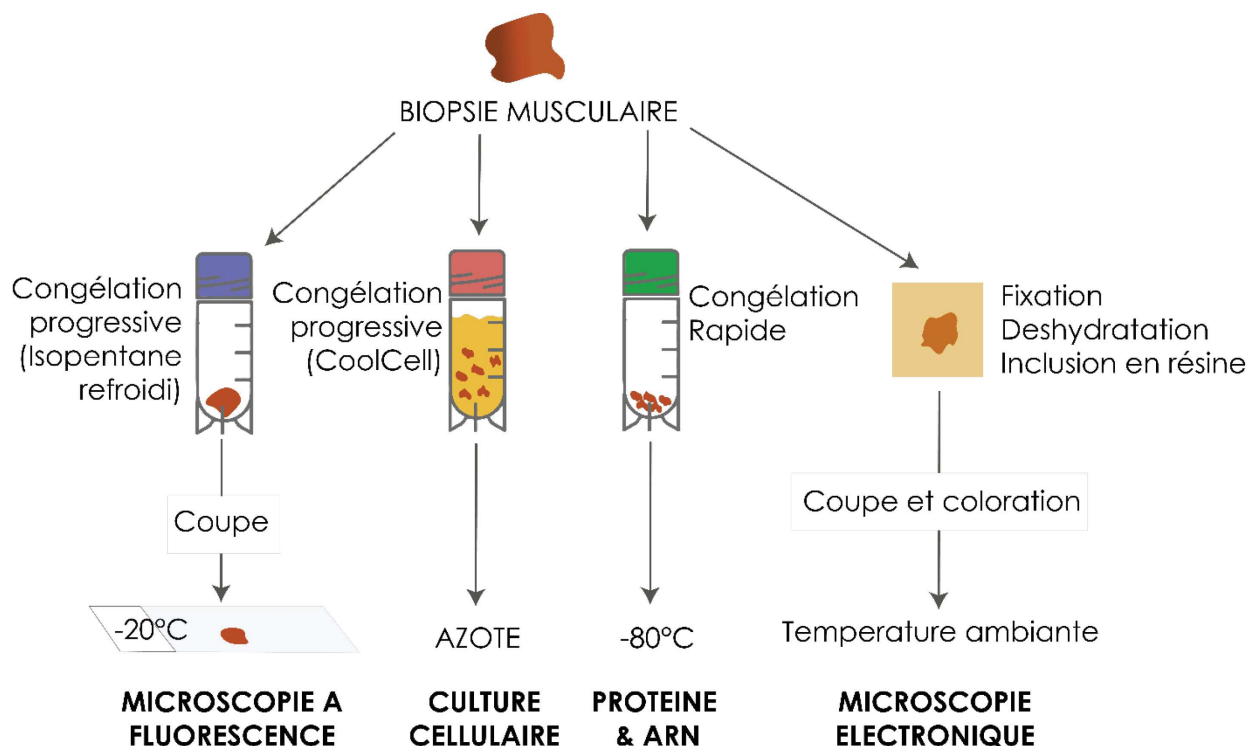 BIOPSIE MUSCULAIRE
Congélation
progressive
(Isopentane
refroidi)
Congélation
progressive
(CoolCell)
Congélation
Rapide
Fixation
Deshydratation
Inclusion en résine
Coupe
Coupe et coloration
-20°C
AZOTE
-80°C
Temperature ambiante
MICROSCOPIE A
FLUORESCENCE
CULTURE
CELLULAIRE
PROTEINE
& ARN
MICROSCOPIE
ELECTRONIQUE